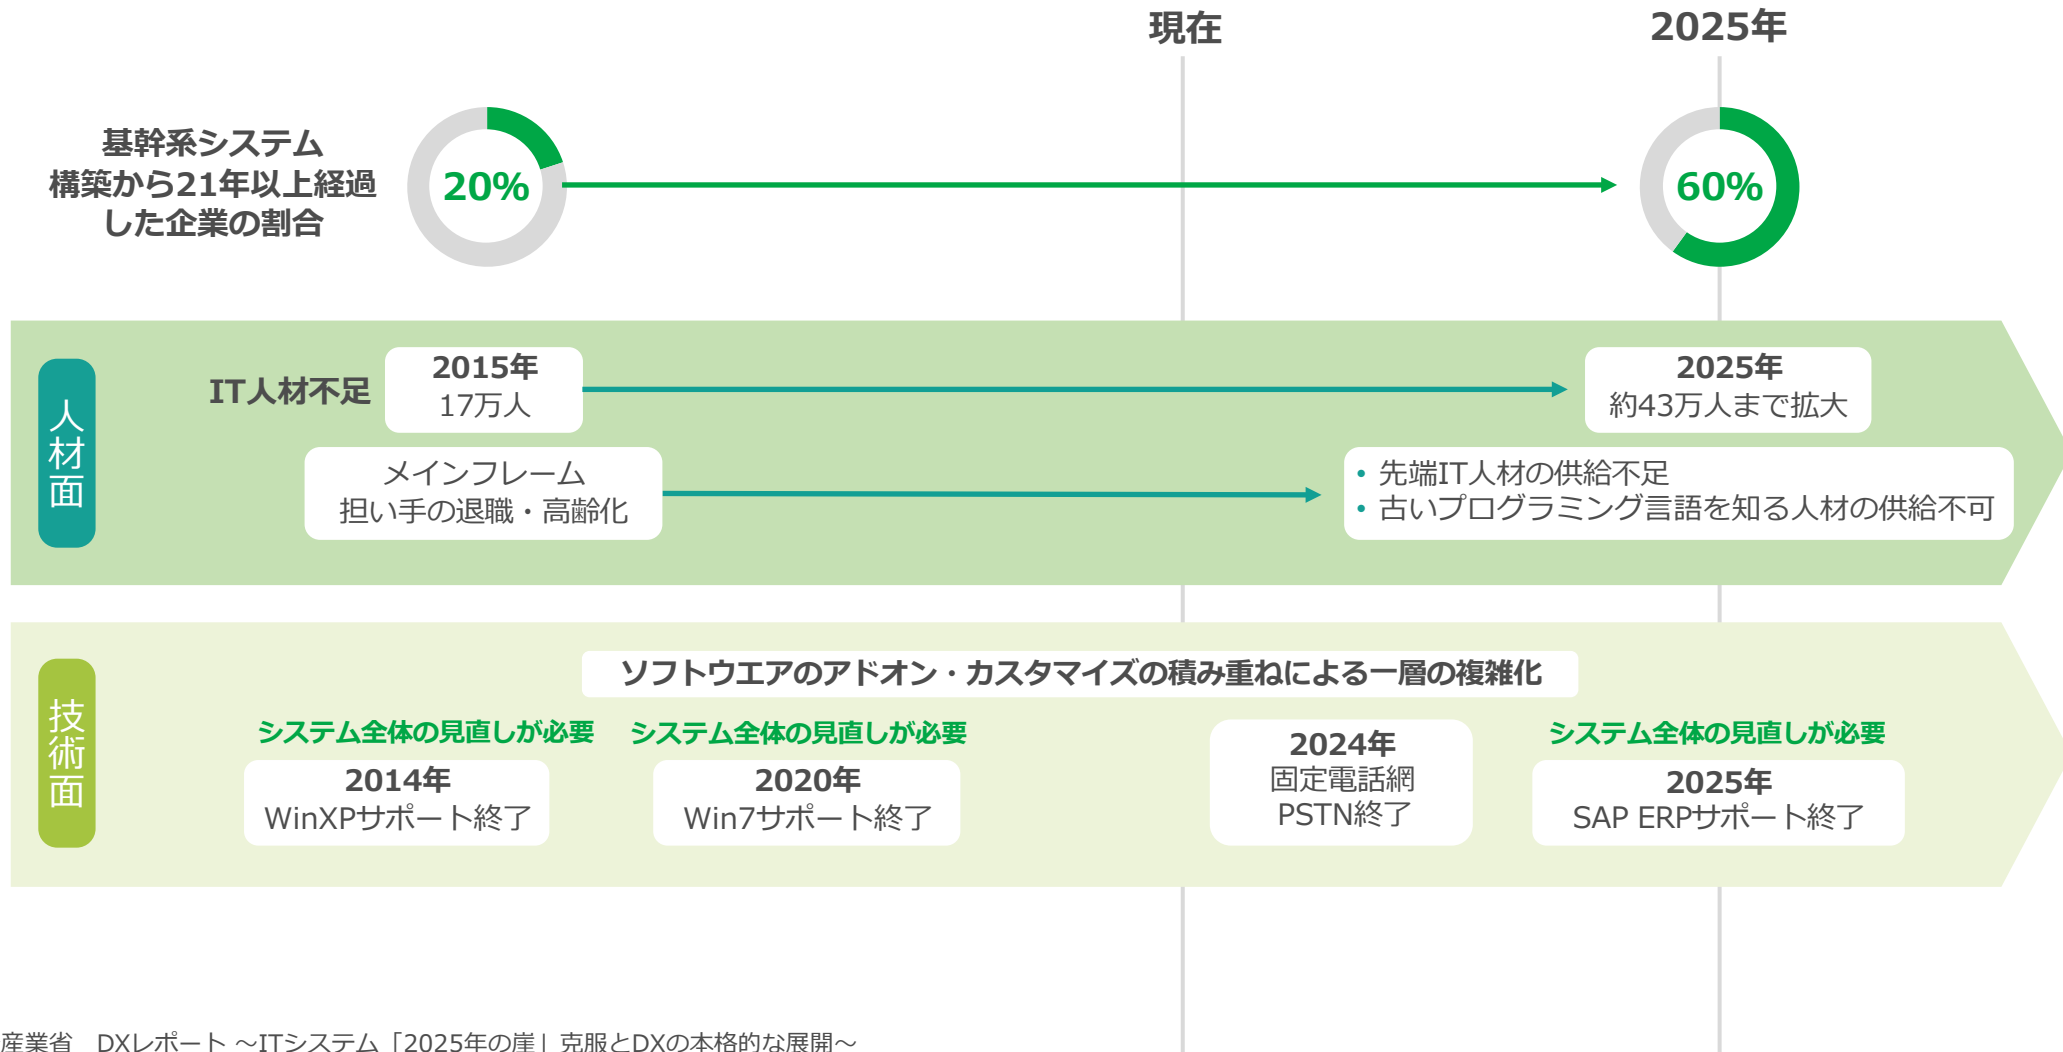 現在
2025年
基幹系システム
構築から21年以上経過
した企業の割合
20%
60%
人材面
IT人材不足
2015年
17万人
2025年
約43万人まで拡大
メインフレーム
担い手の退職・高齢化
• 先端IT人材の供給不足
• 古いプログラミング言語を知る人材の供給不可
技術面
ソフトウエアのアドオン・カスタマイズの積み重ねによる一層の複雑化
システム全体の見直しが必要
2014年
WinXPサポート終了
システム全体の見直しが必要
2020年
Win7サポート終了
2024年
固定電話網
PSTN終了
システム全体の見直しが必要
2025年
SAP ERPサポート終了
産業省　DXレポート ～ITシステム「2025年の崖」克服とDXの本格的な展開～